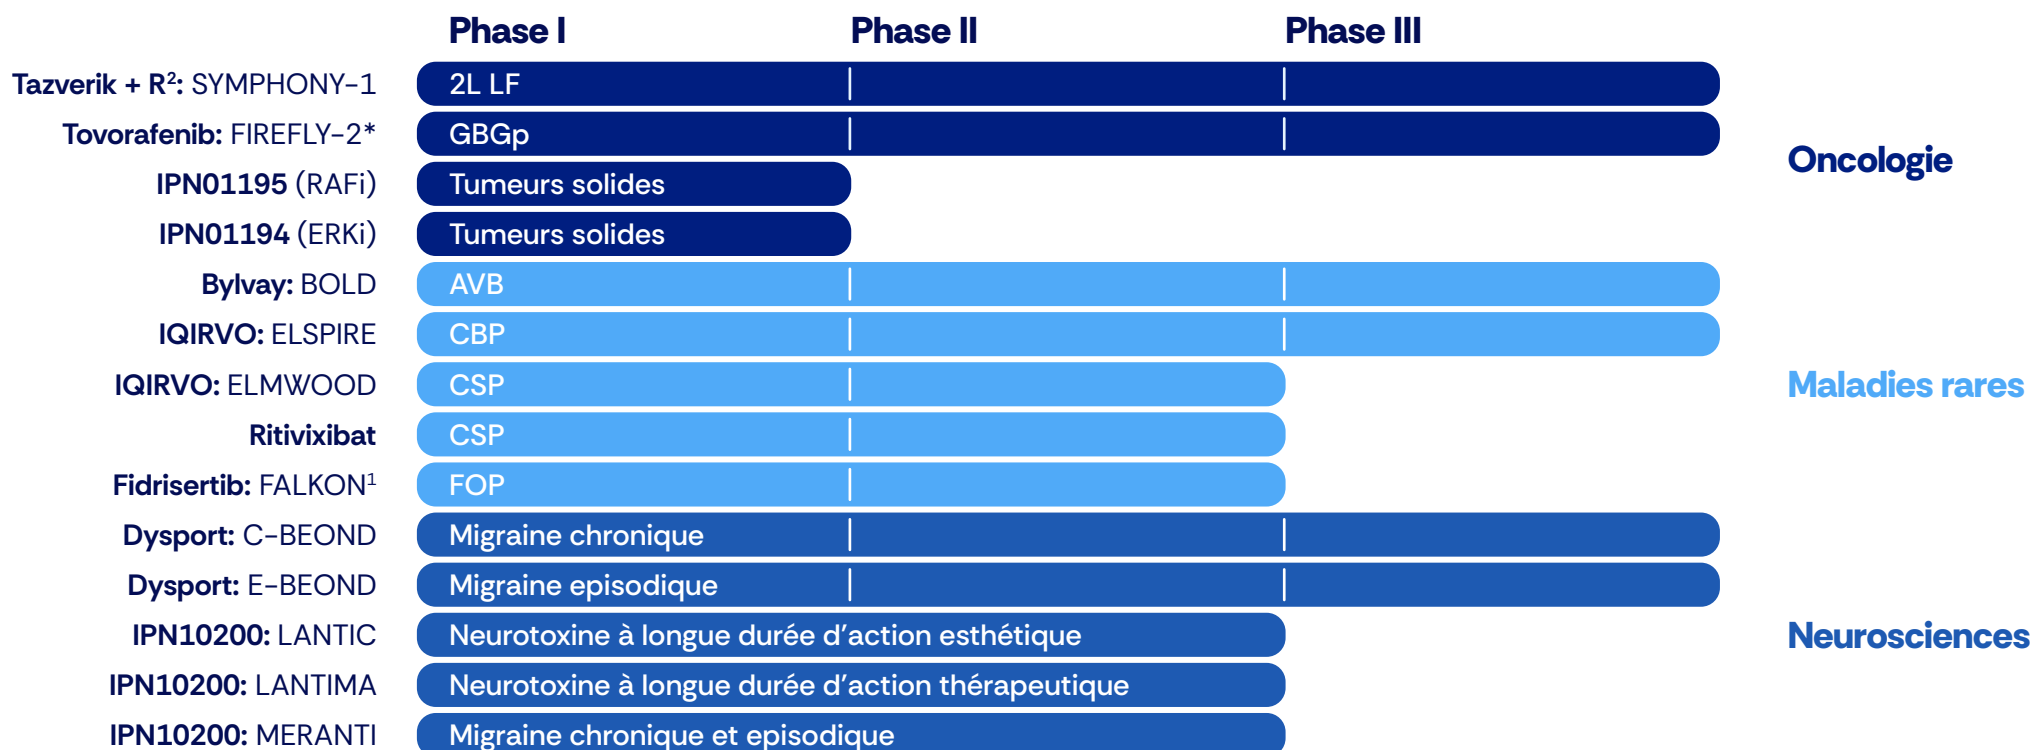 Phase I Phase II Phase III
Tazverik + R²: SYMPHONY-1 2L LF
Tovorafenib: FIREFLY-2* GBGp
Oncologie
IPN01195 (RAFi) Tumeurs solides
IPN01194 (ERKi) Tumeurs solides
Bylvay: BOLD AVB
IQIRVO: ELSPIRE CBP
IQIRVO: ELMWOOD CSP Maladies rares
Ritivixibat CSP
Fidrisertib: FALKON¹ FOP
Dysport: C-BEOND Migraine chronique
Dysport: E-BEOND Migraine episodique
IPN10200: LANTIC Neurotoxine à longue durée d’action esthétique Neurosciences
IPN10200: LANTIMA Neurotoxine à longue durée d’action thérapeutique
IPN10200: MERANTI Migraine chronique et episodique